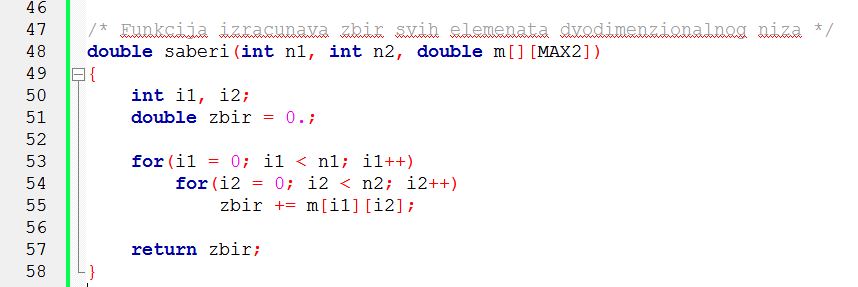 46
47 /* Funkcija izracunava zbir svih elemenata dvodimenzionalnog niza */
48 double saberi(int n1, int n2, double m[][MAX2])
49 {
50 int i1, i2;
51 double zbir = 0.;
52
53 for(i1 = 0; i1 < n1; i1++)
54 for(i2 = 0; i2 < n2; i2++)
55 zbir += m[i1][i2];
56
57 return zbir;
58 }